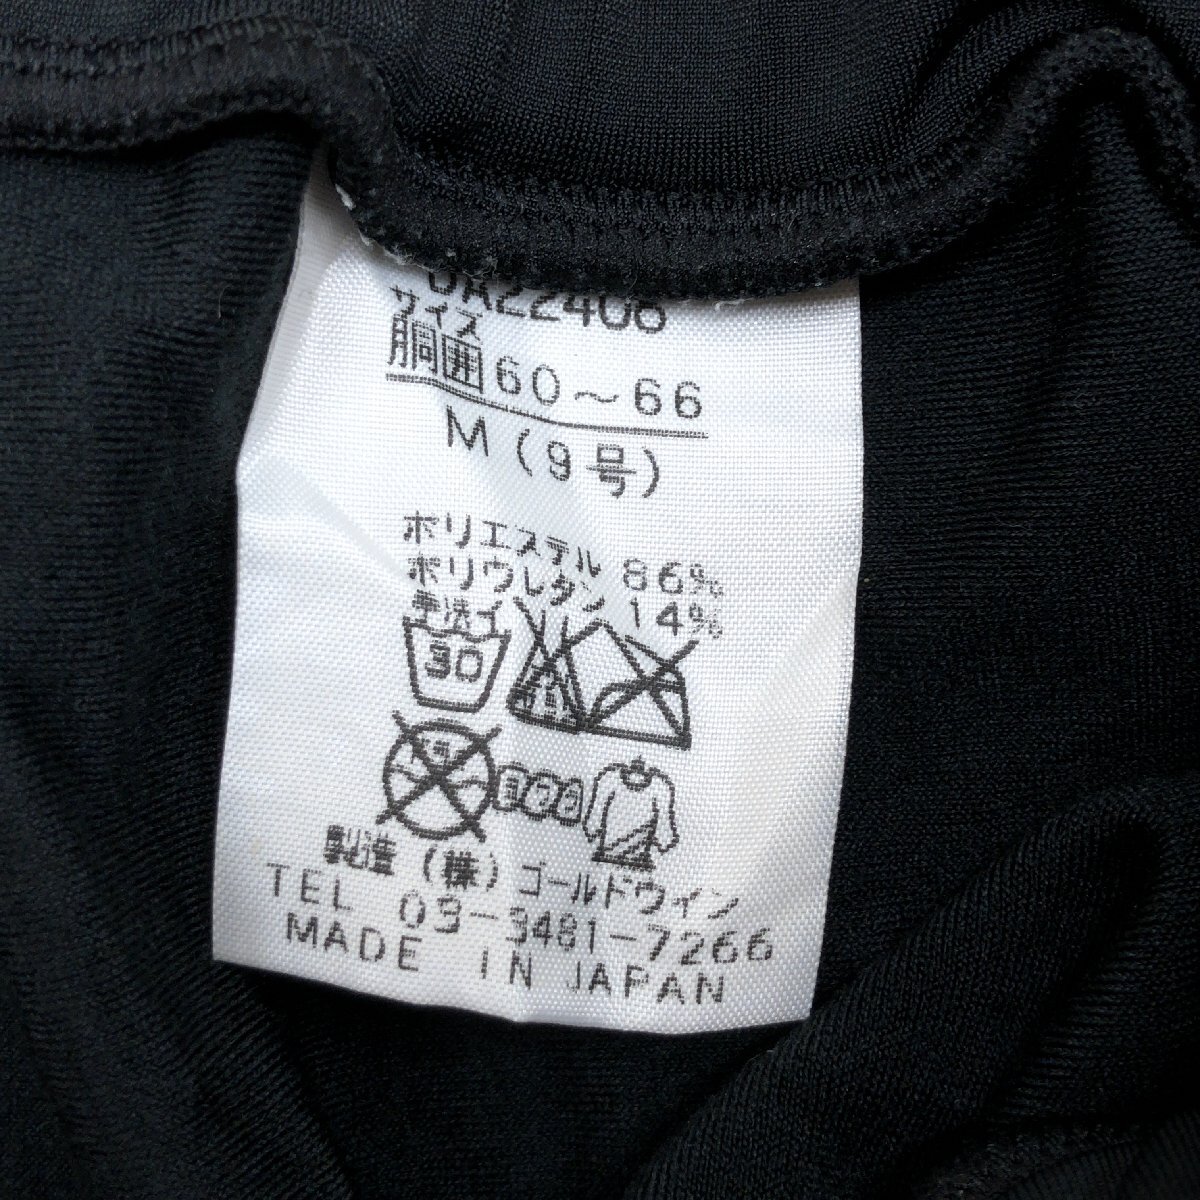 サイズ
胴囲 60～66
M (9号)
ポリエステル 86%
ポリウレタン 14%
手洗イ
30
製造 (株) ゴールドウイン
TEL 03-3481-7266
MADE IN JAPAN